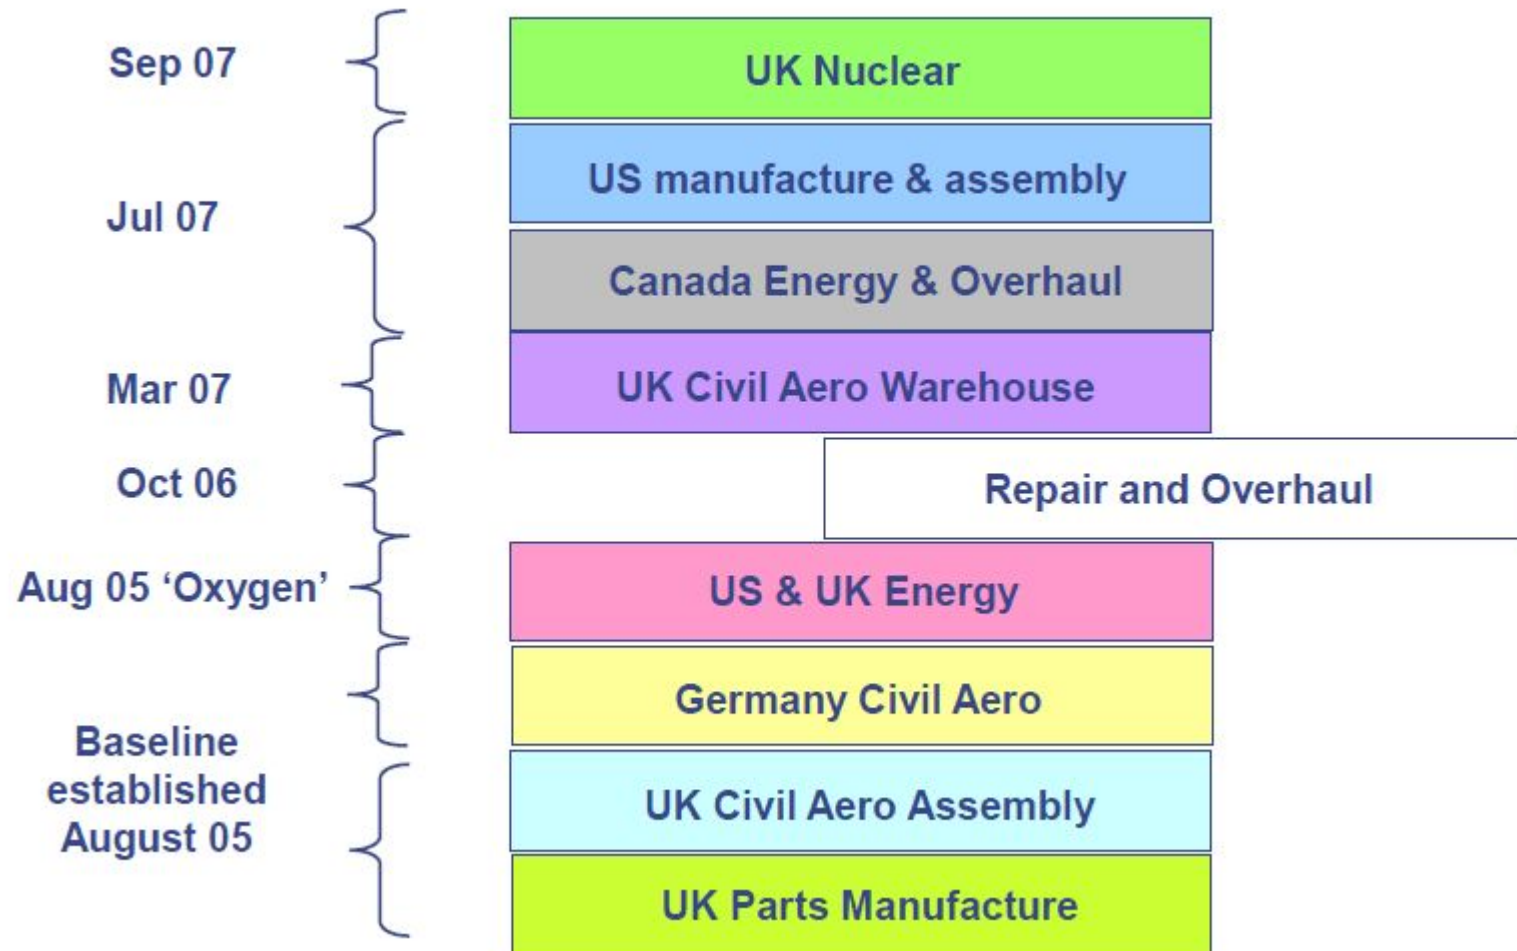 Sep 07
UK Nuclear
US manufacture & assembly
Jul 07
Canada Energy & Overhaul
Mar 07
UK Civil Aero Warehouse
Oct 06
Repair and Overhaul
Aug 05 ‘Oxygen’
US & UK Energy
Germany Civil Aero
Baseline
established
August 05
UK Civil Aero Assembly
UK Parts Manufacture